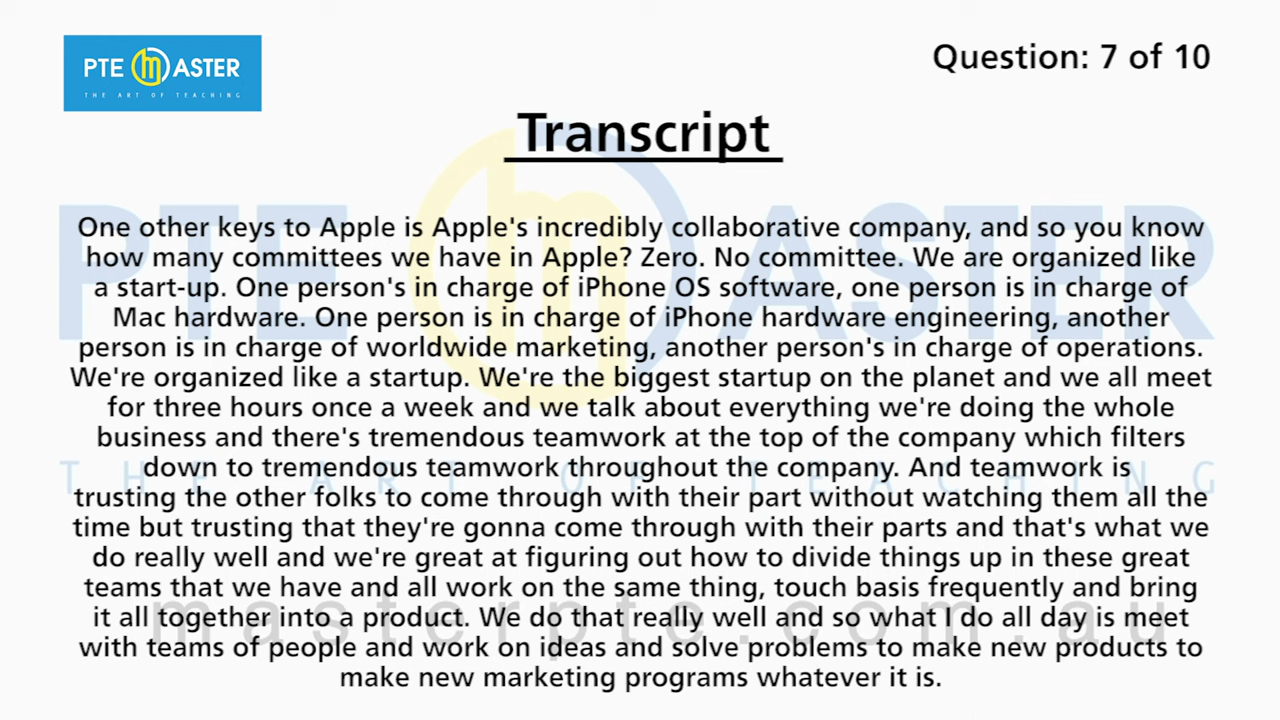 PTE MASTER
THE ART OF TEACHING
Question: 7 of 10
Transcript
One other keys to Apple is Apple's incredibly collaborative company, and so you know
how many committees we have in Apple? Zero. No committee. We are organized like
a start-up. One person's in charge of iPhone OS software, one person is in charge of
Mac hardware. One person is in charge of iPhone hardware engineering, another
person is in charge of worldwide marketing, another person's in charge of operations.
We're organized like a startup. We're the biggest startup on the planet and we all meet
for three hours once a week and we talk about everything we're doing the whole
business and there's tremendous teamwork at the top of the company which filters
down to tremendous teamwork throughout the company. And teamwork is
trusting the other folks to come through with their part without watching them all the
time but trusting that they're gonna come through with their parts and that's what we
do really well and we're great at figuring out how to divide things up in these great
teams that we have and all work on the same thing, touch basis frequently and bring
it all together into a product. We do that really well and so what I do all day is meet
with teams of people and work on ideas and solve problems to make new products to
make new marketing programs whatever it is.
PTE MASTER
THE ART OF TEACHING
masterpte.com.au